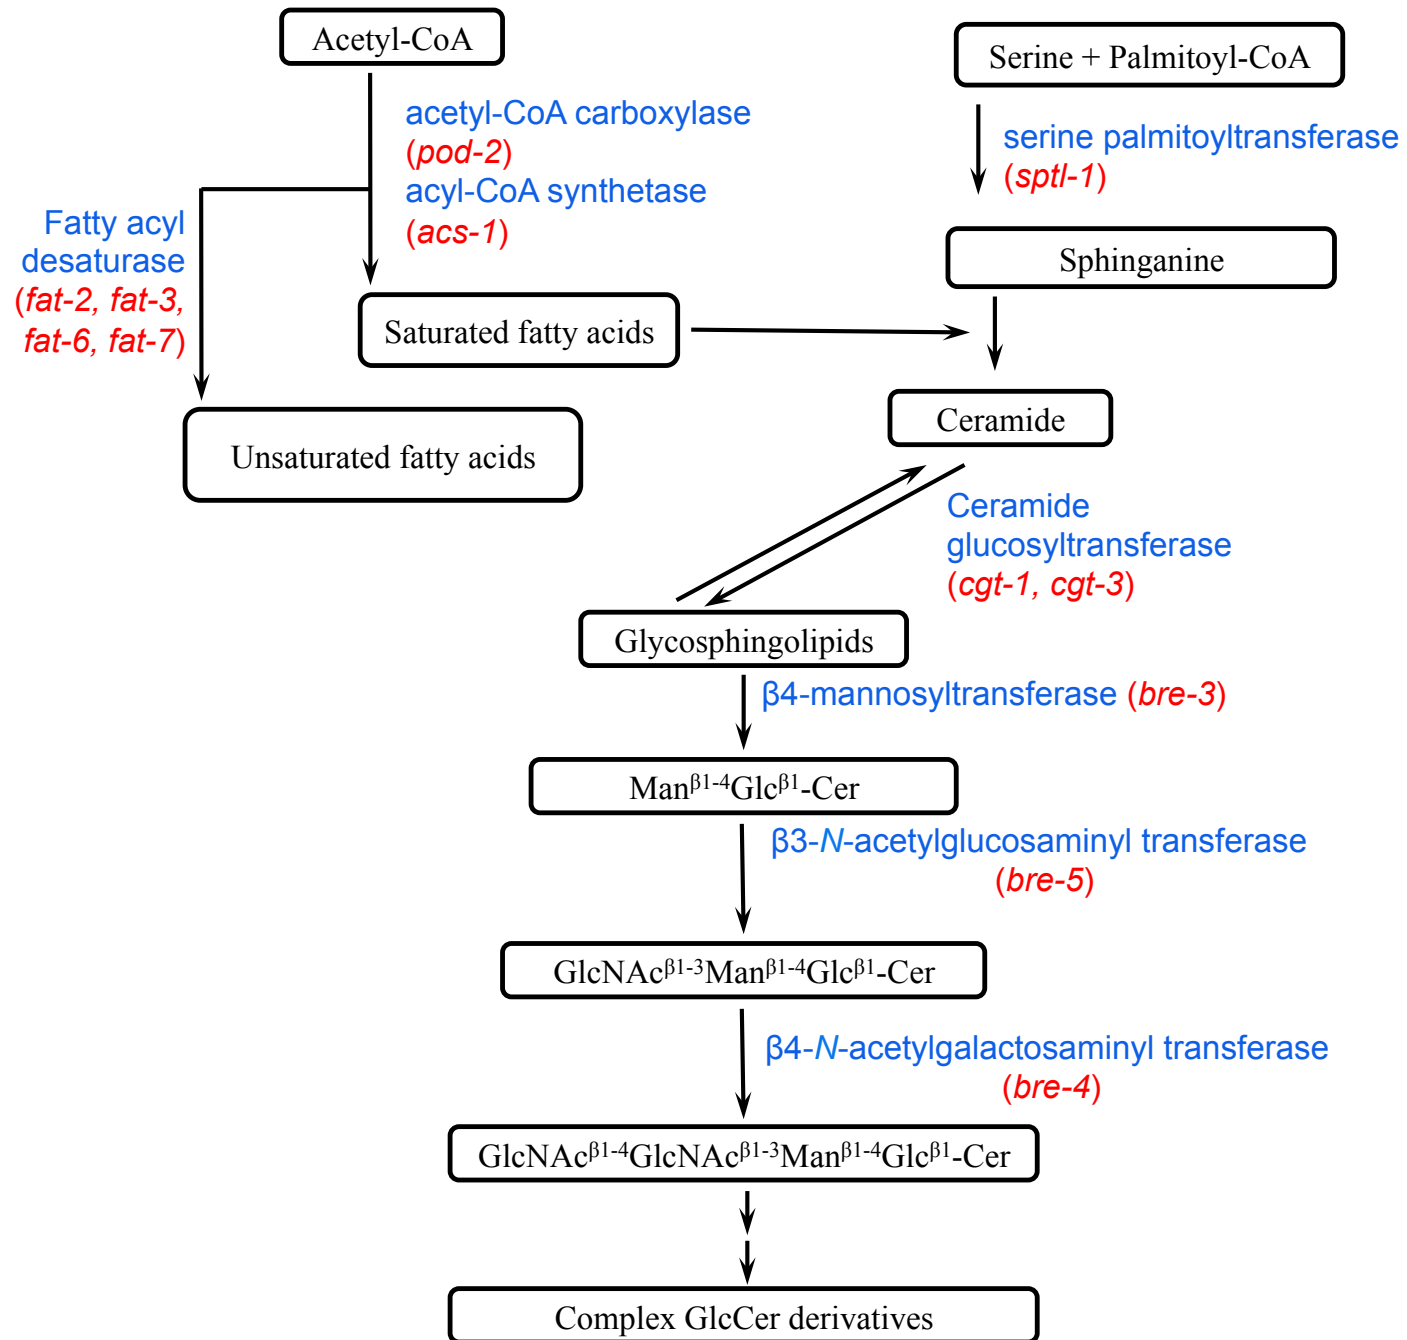 Acetyl-CoA
Serine + Palmitoyl-CoA
acetyl-CoA carboxylase
(pod-2)
acyl-CoA synthetase
(acs-1)
serine palmitoyltransferase
(sptl-1)
Fatty acyl
desaturase
(fat-2, fat-3,
fat-6, fat-7)
Sphinganine
Saturated fatty acids
Ceramide
Unsaturated fatty acids
Ceramide
glucosyltransferase
(cgt-1, cgt-3)
Glycosphingolipids
β4-mannosyltransferase (bre-3)
Manβ1-4Glcβ1-Cer
β3-N-acetylglucosaminyl transferase
(bre-5)
GlcNAcβ1-3Manβ1-4Glcβ1-Cer
β4-N-acetylgalactosaminyl transferase
(bre-4)
GlcNAcβ1-4GlcNAcβ1-3Manβ1-4Glcβ1-Cer
Complex GlcCer derivatives